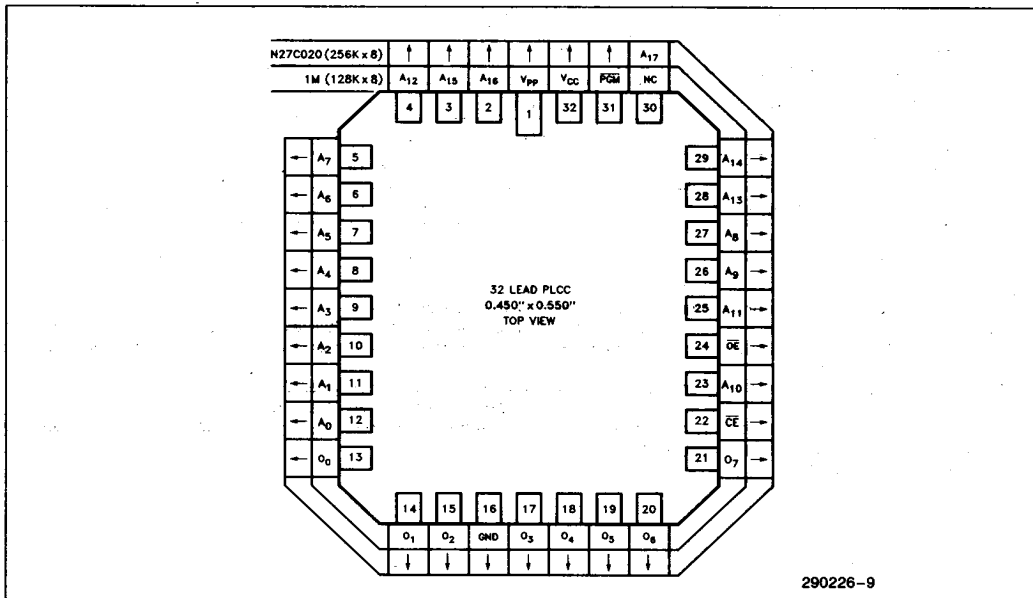 N27C020 (256K x 8) ↑ ↑ ↑ ↑ ↑ ↑ A17
1M (128K x 8) A12 A15 A16 VPP VCC P̅G̅M̅ NC
4 3 2 1 32 31 30
← A7 5 29 A14 →
← A6 6 28 A13 →
← A5 7 27 A8 →
← A4 8 26 A9 →
← A3 9 25 A11 →
← A2 10 24 O̅E̅ →
← A1 11 23 A10 →
← A0 12 22 C̅E̅ →
← O0 13 21 O7 →
32 LEAD PLCC
0.450" x 0.550"
TOP VIEW
14 15 16 17 18 19 20
O1 O2 GND O3 O4 O5 O6
↓ ↓ ↓ ↓ ↓ ↓ ↓
290226-9